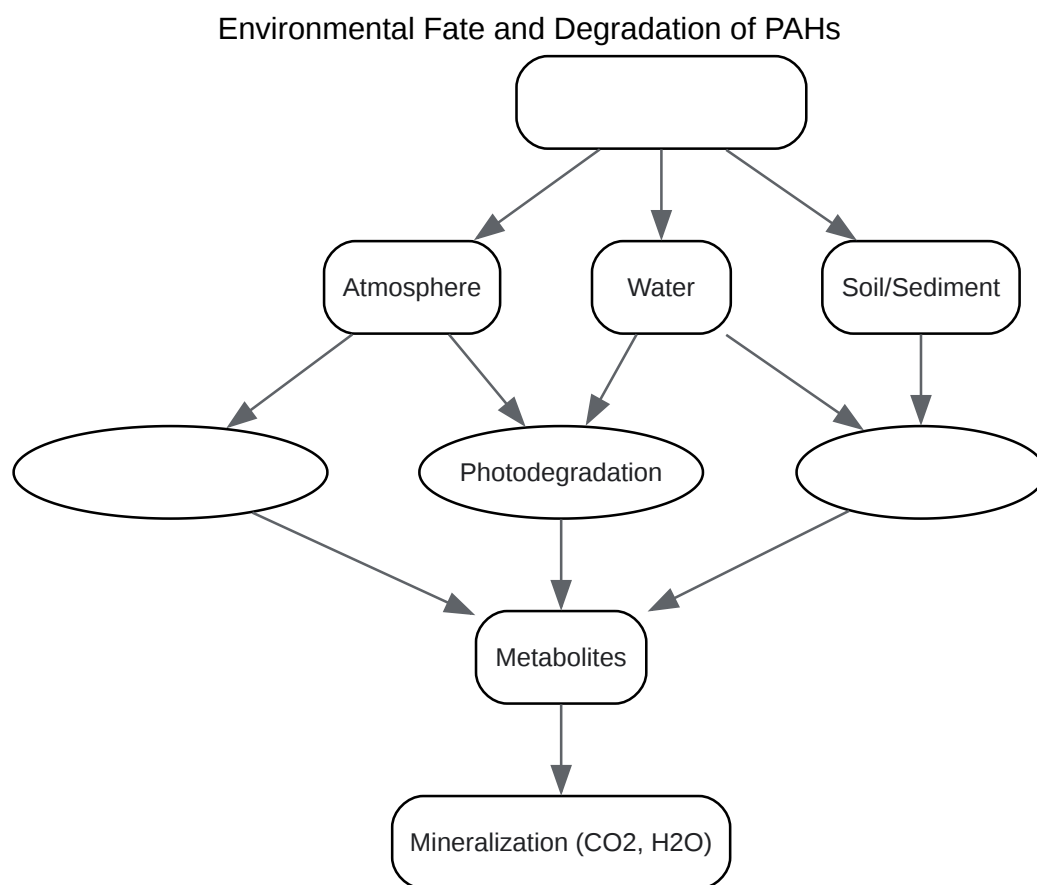 Environmental Fate and Degradation of PAHs
Atmosphere
Water
Soil/Sediment
Photodegradation
Metabolites
Mineralization (CO2, H2O)